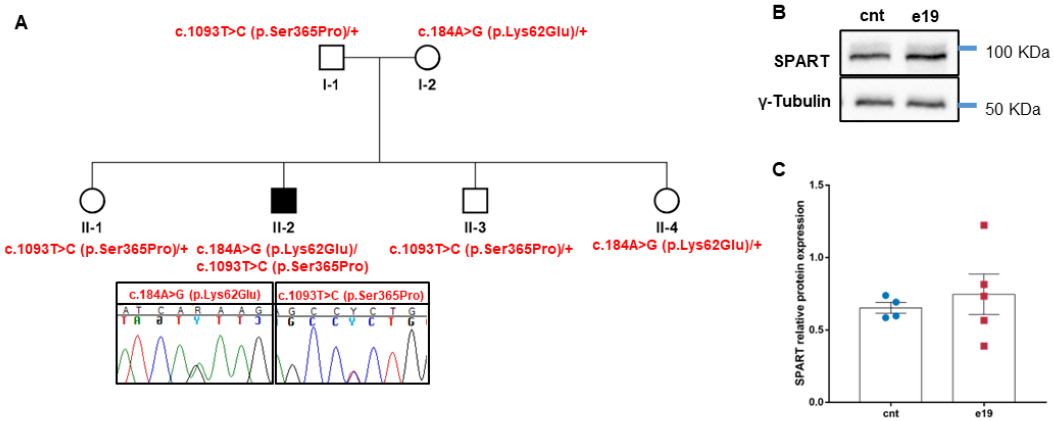 A
c.1093T>C (p.Ser365Pro)/+
c.184A>G (p.Lys62Glu)/+
I-1
I-2
II-1
II-2
II-3
II-4
c.1093T>C (p.Ser365Pro)/+
c.184A>G (p.Lys62Glu)/
c.1093T>C (p.Ser365Pro)
c.1093T>C (p.Ser365Pro)/+
c.184A>G (p.Lys62Glu)/+
c.184A>G (p.Lys62Glu)
c.1093T>C (p.Ser365Pro)
A T C A R A A G
G C C Y C T G
G C C Y C T G
B
cnt e19
SPART
100 KDa
γ-Tubulin
50 KDa
C
SPART relative protein expression
1.5
1.0
0.5
0.0
cnt
e19